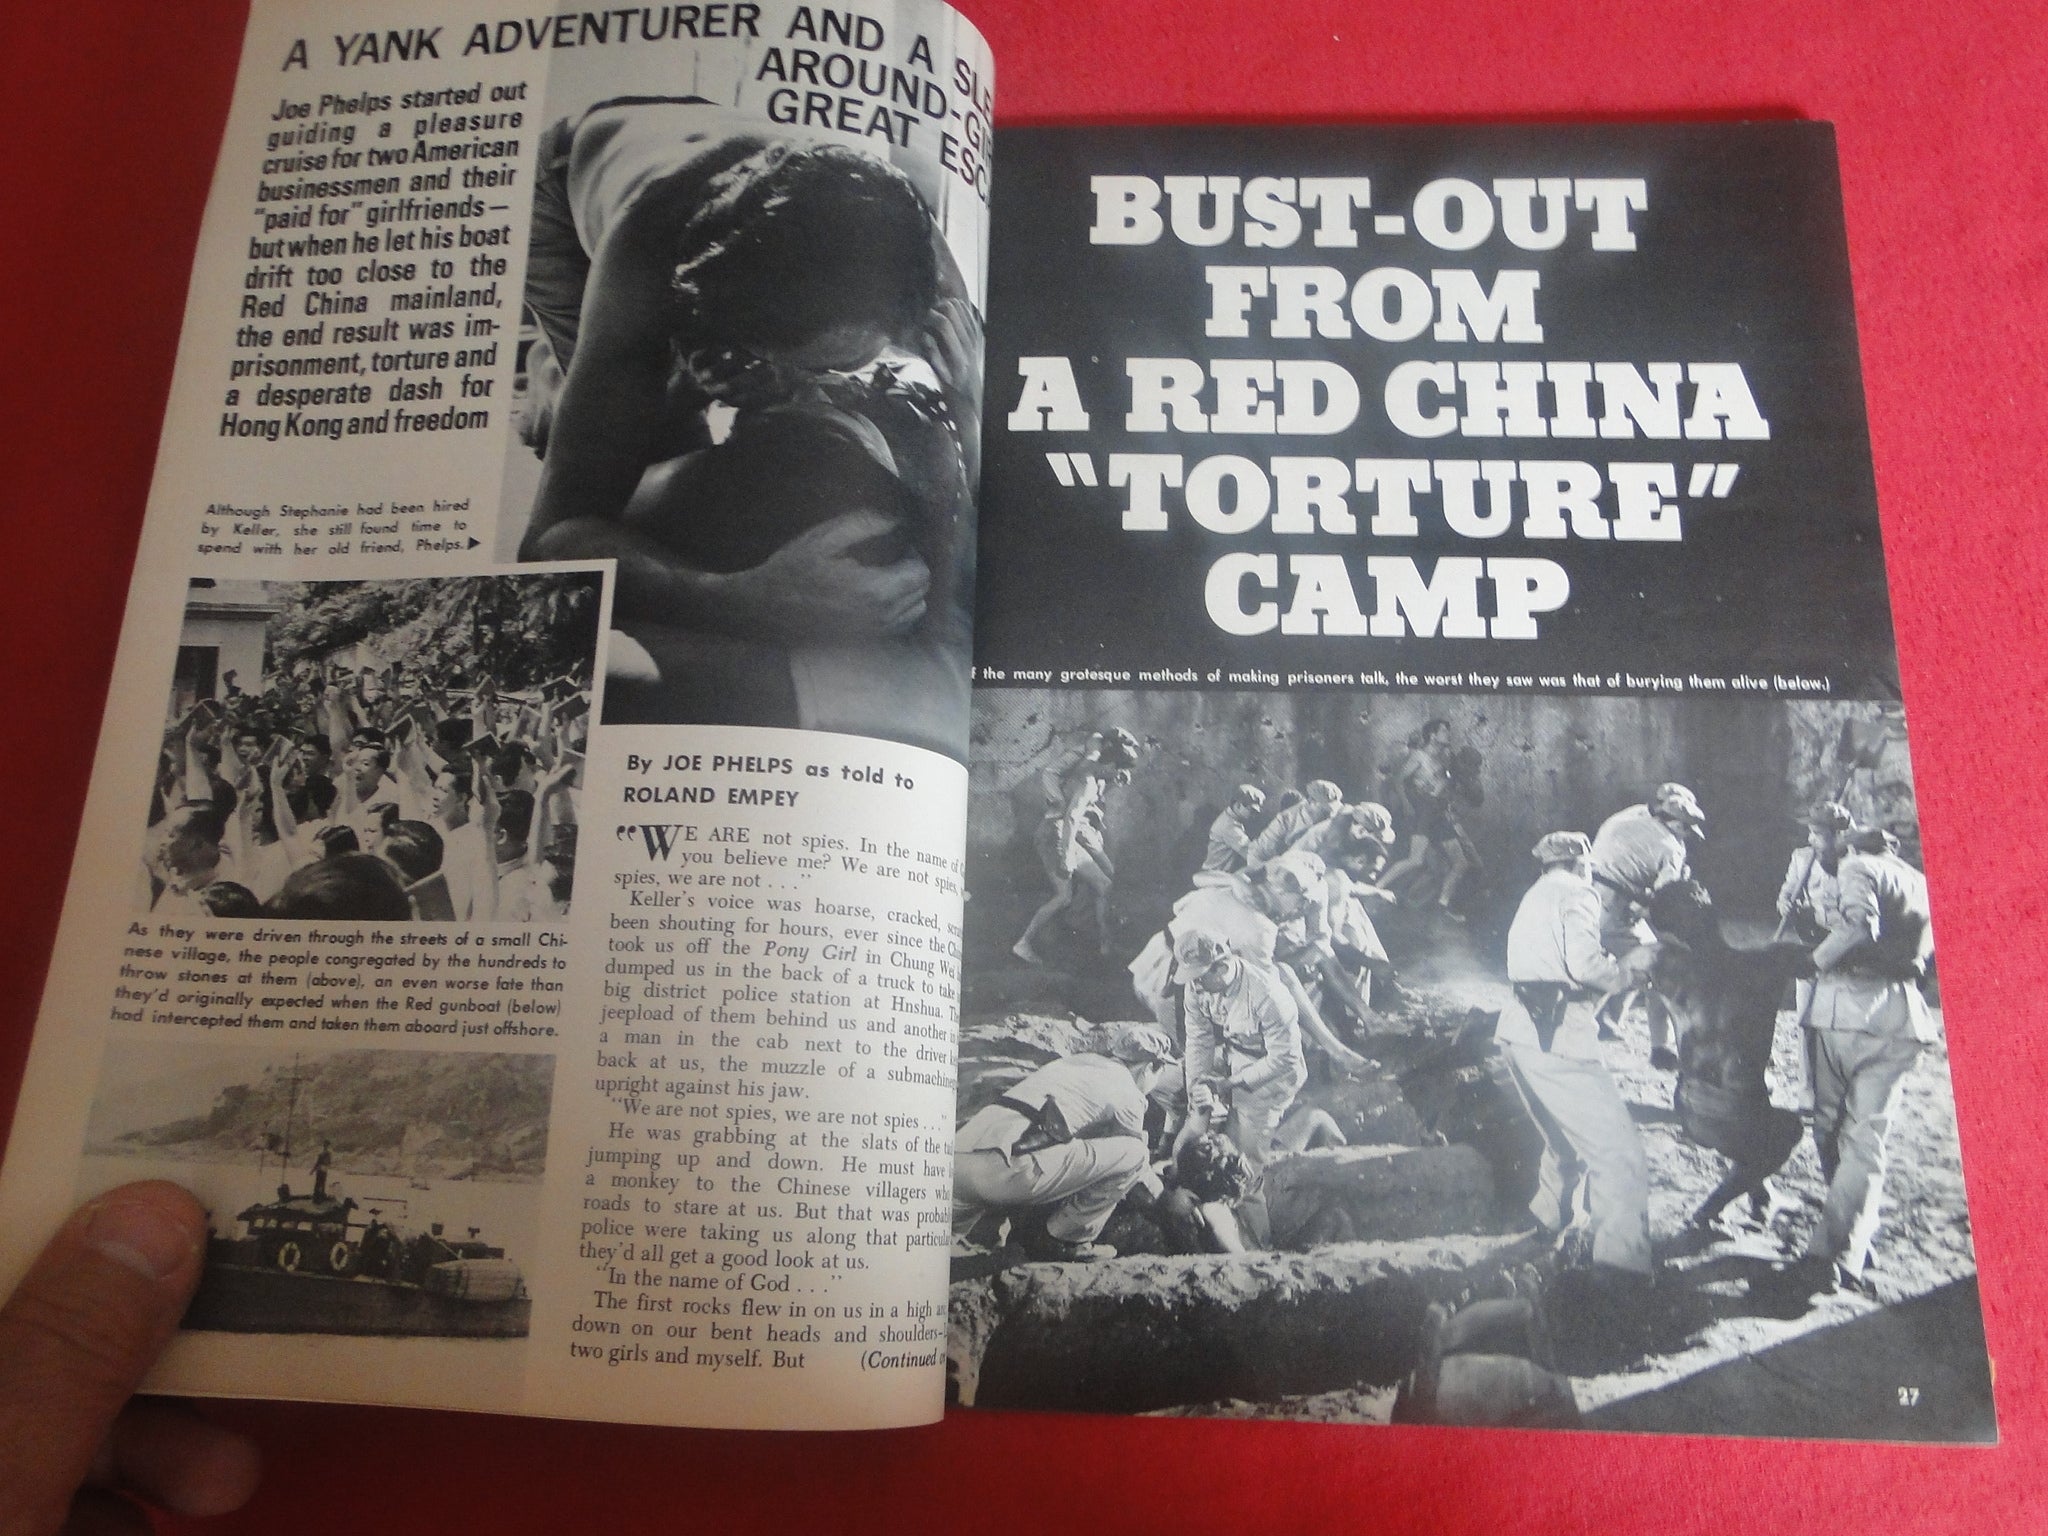 A YANK ADVENTURER AND A
AROUND-
GREAT
Joe Phelps started out
guiding a pleasure
cruise for two American
businessmen and their
"paid for" girlfriends—
but when he let his boat
drift too close to the
Red China mainland,
the end result was im-
prisonment, torture and
a desperate dash for
Hong Kong and freedom
Although Stephanie had been hired
by Keller, she still found time to
spend with her old friend, Phelps.▶
As they were driven through the streets of a small Chi-
nese village, the people congregated by the hundreds to
throw stones at them (above), an even worse fate than
they'd originally expected when the Red gunboat (below)
had intercepted them and taken them aboard just offshore.
By JOE PHELPS as told to
ROLAND EMPEY
"WE ARE not spies. In the name of
you believe me? We are not spies,
spies, we are not . . ."
Keller's voice was hoarse, cracked,
been shouting for hours, ever since the
took us off the Pony Girl in Chung Wei
dumped us in the back of a truck to take
big district police station at Hnshua.
jeepload of them behind us and another
a man in the cab next to the driver
back at us, the muzzle of a
upright against his jaw.
"We are not spies, we are not spies . . ."
He was grabbing at the slats of the
jumping up and down. He must have
a monkey to the Chinese villagers
roads to stare at us. But that was
police were taking us along that
they'd all get a good look at us.
"In the name of God . . ."
The first rocks flew in on us in a high
down on our bent heads and shoulders—
two girls and myself. But (Continued
BUST-OUT
FROM
A RED CHINA
"TORTURE"
CAMP
the many grotesque methods of making prisoners talk, the worst they saw was that of burying them alive (below.)
27